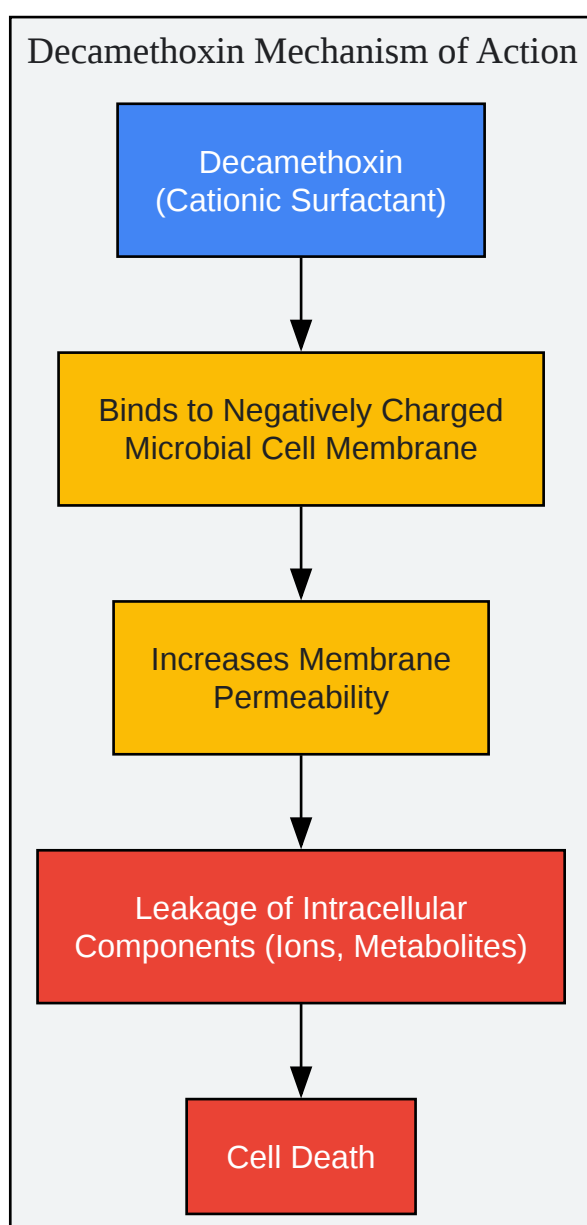 Decamethoxin Mechanism of Action
Decamethoxin
(Cationic Surfactant)
Binds to Negatively Charged
Microbial Cell Membrane
Increases Membrane
Permeability
Leakage of Intracellular
Components (Ions, Metabolites)
Cell Death